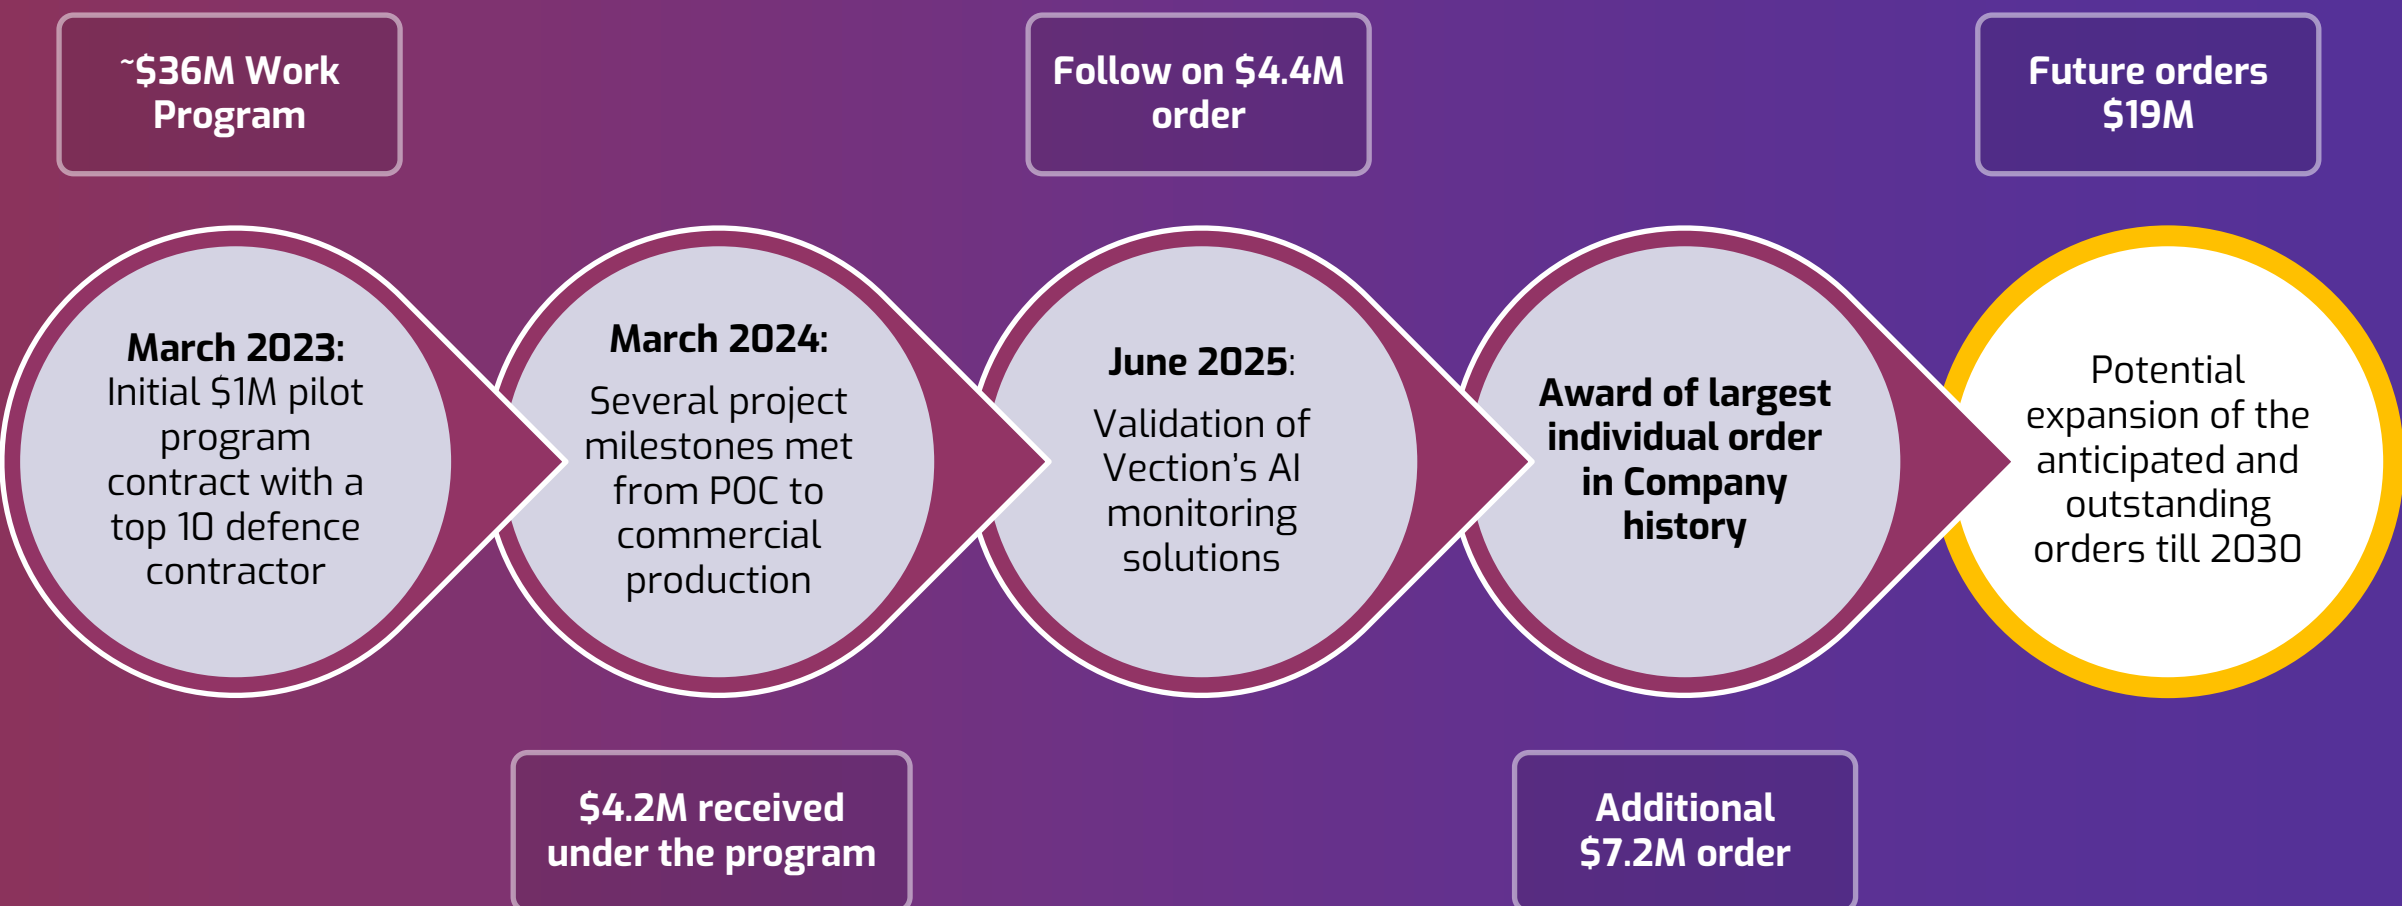 ~$36M Work
Program
Follow on $4.4M
order
Future orders
$19M
March 2023:
Initial $1M pilot
program
contract with a
top 10 defence
contractor
March 2024:
Several project
milestones met
from POC to
commercial
production
June 2025:
Validation of
Vection’s AI
monitoring
solutions
Award of largest
individual order
in Company
history
Potential
expansion of the
anticipated and
outstanding
orders till 2030
$4.2M received
under the program
Additional
$7.2M order